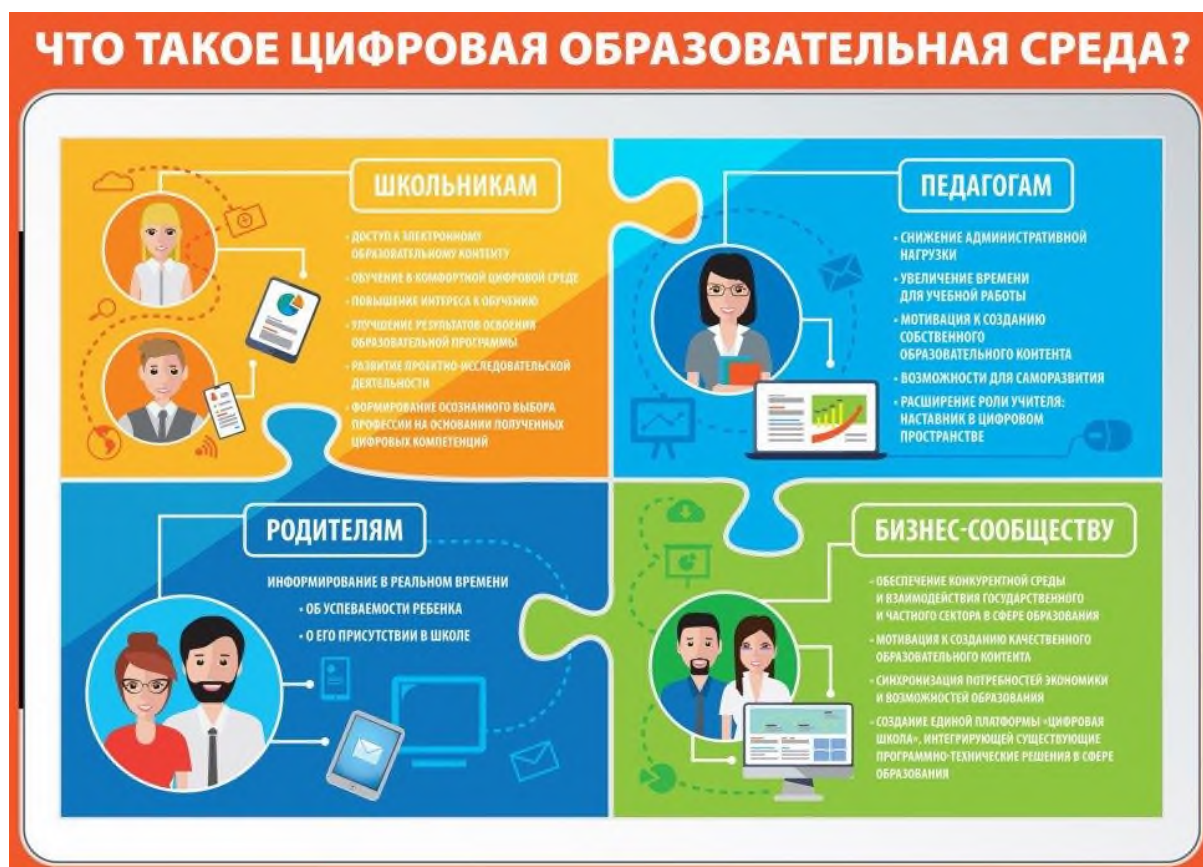 ЧТО ТАКОЕ ЦИФРОВАЯ ОБРАЗОВАТЕЛЬНАЯ СРЕДА?
ШКОЛЬНИКАМ
• ДОСТУП К ЭЛЕКТРОННОМУ
ОБРАЗОВАТЕЛЬНОМУ КОНТЕНТУ
• ОБУЧЕНИЕ В КОМФОРТНОЙ ЦИФРОВОЙ СРЕДЕ
• ПОВЫШЕНИЕ ИНТЕРЕСА К ОБУЧЕНИЮ
• УЛУЧШЕНИЕ РЕЗУЛЬТАТОВ ОСВОЕНИЯ
ОБРАЗОВАТЕЛЬНОЙ ПРОГРАММЫ
• РАЗВИТИЕ ПРОЕКТНО-ИССЛЕДОВАТЕЛЬСКОЙ
ДЕЯТЕЛЬНОСТИ
• ФОРМИРОВАНИЕ ОСОЗНАННОГО ВЫБОРА
ПРОФЕССИИ НА ОСНОВАНИИ ПОЛУЧЕННЫХ
ЦИФРОВЫХ КОМПЕТЕНЦИЙ
ПЕДАГОГАМ
• СНИЖЕНИЕ АДМИНИСТРАТИВНОЙ
НАГРУЗКИ
• УВЕЛИЧЕНИЕ ВРЕМЕНИ
ДЛЯ УЧЕБНОЙ РАБОТЫ
• МОТИВАЦИЯ К СОЗДАНИЮ
СОБСТВЕННОГО
ОБРАЗОВАТЕЛЬНОГО КОНТЕНТА
• ВОЗМОЖНОСТИ ДЛЯ САМОРАЗВИТИЯ
• РАСШИРЕНИЕ РОЛИ УЧИТЕЛЯ:
НАСТАВНИК В ЦИФРОВОМ
ПРОСТРАНСТВЕ
РОДИТЕЛЯМ
ИНФОРМИРОВАНИЕ В РЕАЛЬНОМ ВРЕМЕНИ
• ОБ УСПЕВАЕМОСТИ РЕБЕНКА
• О ЕГО ПРИСУТСТВИИ В ШКОЛЕ
БИЗНЕС-СООБЩЕСТВУ
• ОБЕСПЕЧЕНИЕ КОНКУРЕНТНОЙ СРЕДЫ
И ВЗАИМОДЕЙСТВИЯ ГОСУДАРСТВЕННОГО
И ЧАСТНОГО СЕКТОРА В СФЕРЕ ОБРАЗОВАНИЯ
• МОТИВАЦИЯ К СОЗДАНИЮ КАЧЕСТВЕННОГО
ОБРАЗОВАТЕЛЬНОГО КОНТЕНТА
• СИНХРОНИЗАЦИЯ ПОТРЕБНОСТЕЙ ЭКОНОМИКИ
И ВОЗМОЖНОСТЕЙ ОБРАЗОВАНИЯ
• СОЗДАНИЕ ЕДИНОЙ ПЛАТФОРМЫ «ЦИФРОВАЯ
ШКОЛА», ИНТЕГРИРУЮЩЕЙ СУЩЕСТВУЮЩИЕ
ПРОГРАММНО-ТЕХНИЧЕСКИЕ РЕШЕНИЯ В СФЕРЕ
ОБРАЗОВАНИЯ